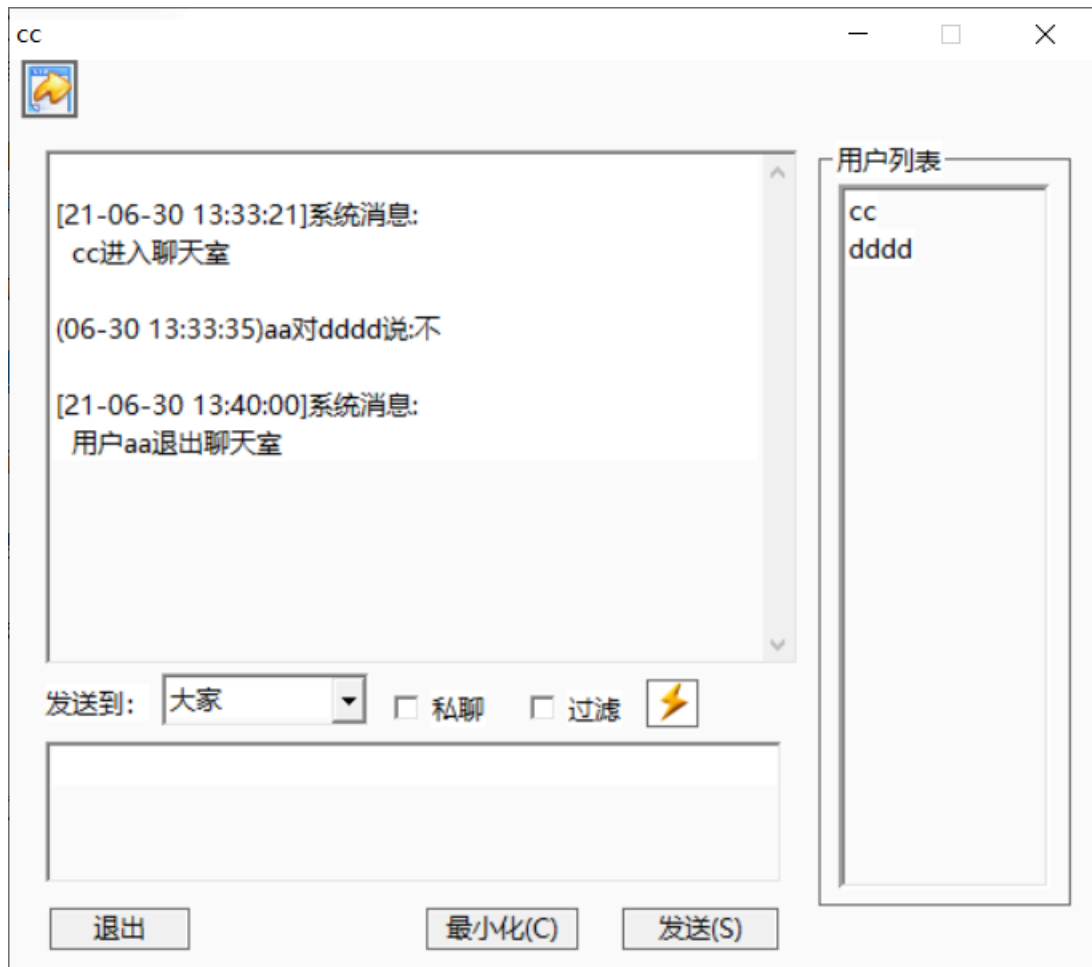 cc
[21-06-30 13:33:21]系统消息:
cc进入聊天室
(06-30 13:33:35)aa对dddd说:不
[21-06-30 13:40:00]系统消息:
用户aa退出聊天室
用户列表
cc
dddd
发送到: 大家 私聊 过滤
退出 最小化(C) 发送(S)